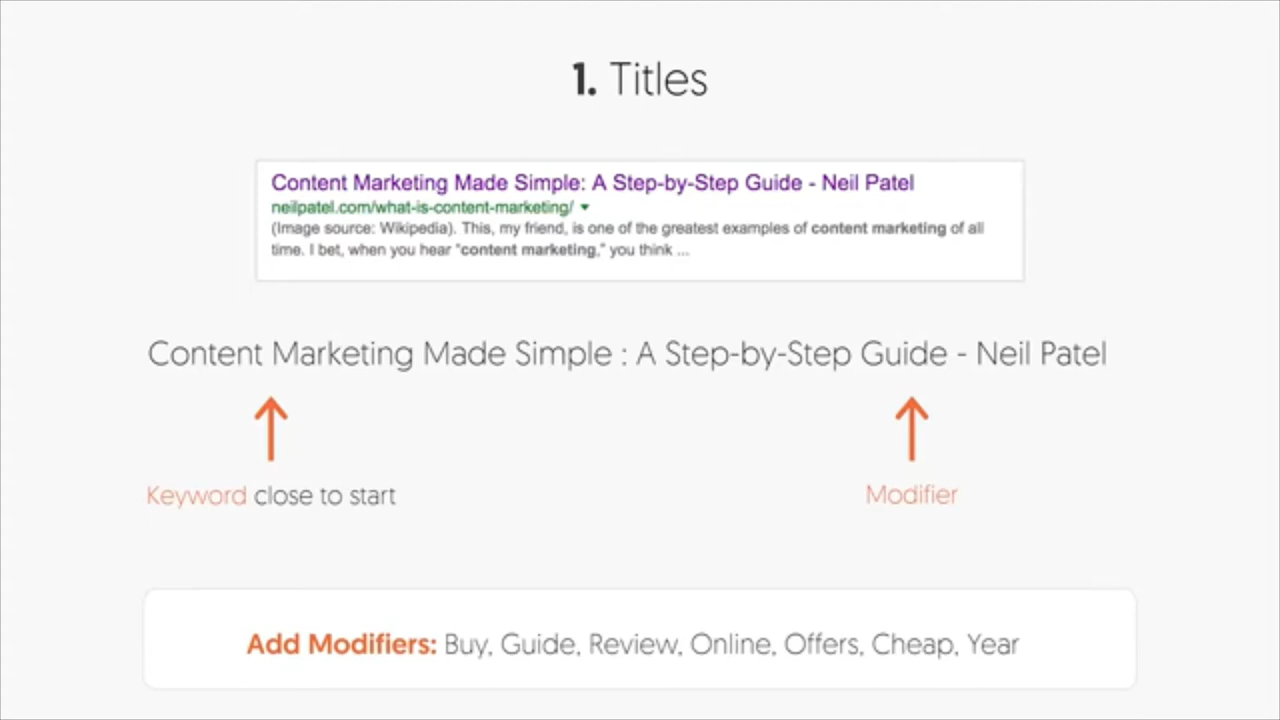 1. Titles
Content Marketing Made Simple: A Step-by-Step Guide - Neil Patel
neilpatel.com/what-is-content-marketing/
(Image source: Wikipedia). This, my friend, is one of the greatest examples of content marketing of all
time. I bet, when you hear "content marketing," you think ...
Content Marketing Made Simple : A Step-by-Step Guide - Neil Patel
Keyword close to start
Modifier
Add Modifiers: Buy, Guide, Review, Online, Offers, Cheap, Year